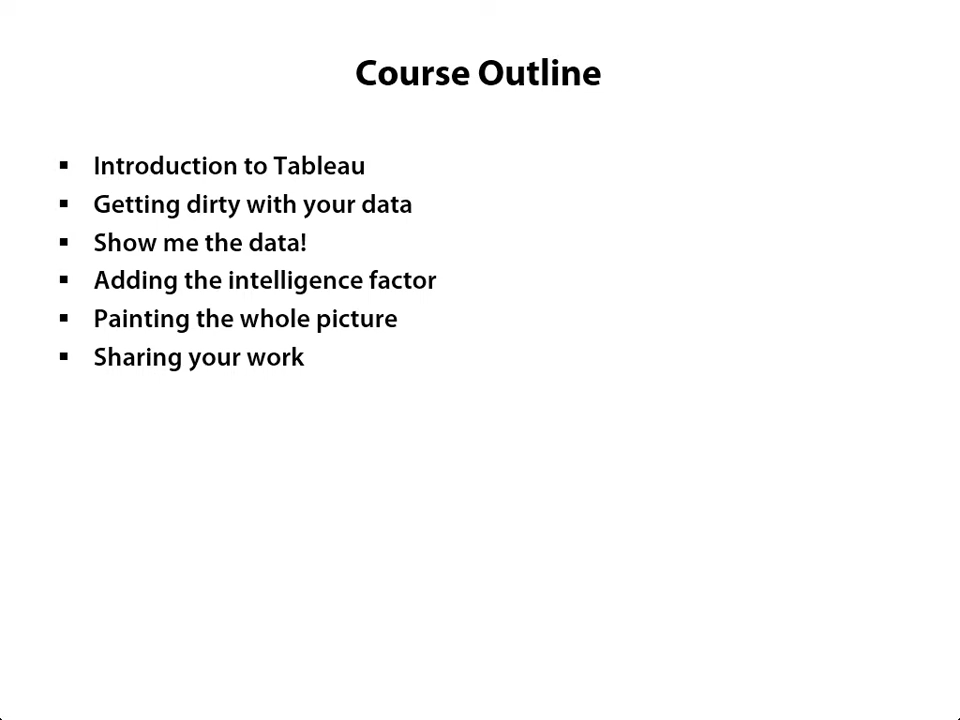 Course Outline
▪ Introduction to Tableau
▪ Getting dirty with your data
▪ Show me the data!
▪ Adding the intelligence factor
▪ Painting the whole picture
▪ Sharing your work